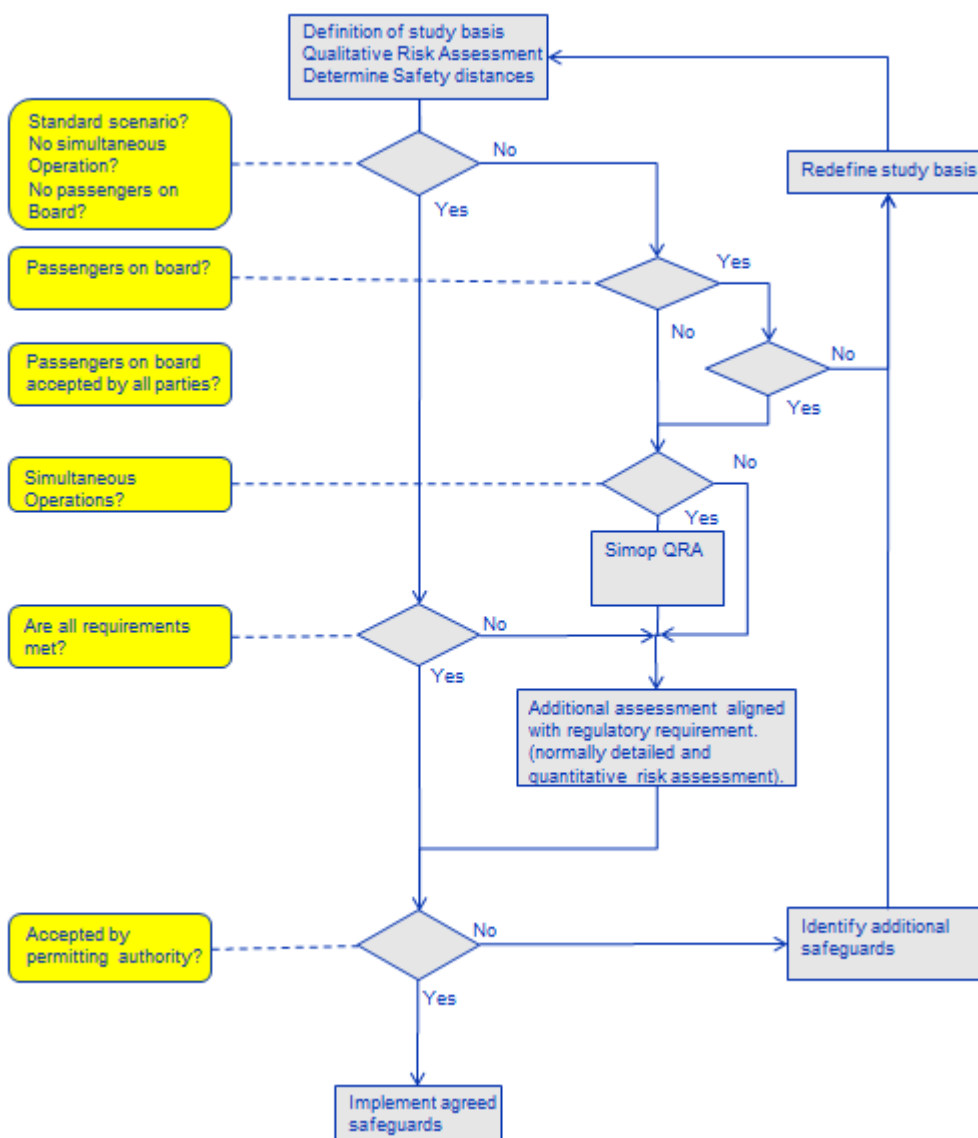 Definition of study basis
Qualitative Risk Assessment
Determine Safety distances
Standard scenario?
No simultaneous
Operation?
No passengers on
Board?
No
Yes
Redefine study basis
Passengers on board?
Yes
No
Passengers on board
accepted by all parties?
No
Yes
Simultaneous
Operations?
No
Yes
Simop QRA
Are all requirements
met?
No
Yes
Additional assessment aligned
with regulatory requirement.
(normally detailed and
quantitative risk assessment).
Accepted by
permitting authority?
No
Yes
Identify additional
safeguards
Implement agreed
safeguards